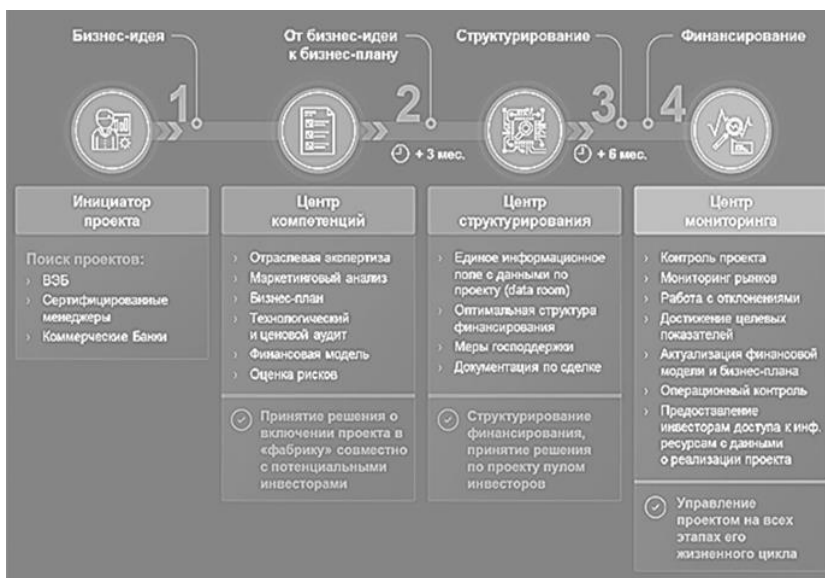 Бизнес-идея
1
От бизнес-идеи
к бизнес-плану
2
+ 3 мес.
Структурирование
3
+ 6 мес.
4
Финансирование
Инициатор
проекта
Поиск проектов:
› ВЭБ
› Сертифицированные
менеджеры
› Коммерческие Банки
Центр
компетенций
› Отраслевая экспертиза
› Маркетинговый анализ
› Бизнес-план
› Технологический
и ценовой аудит
› Финансовая модель
› Оценка рисков
Принятие решения о
включении проекта в
«фабрику» совместно
с потенциальными
инвесторами
Центр
структурирования
› Единое информационное
поле с данными по
проекту (data room)
› Оптимальная структура
финансирования
› Меры господдержки
› Документация по сделке
Структурирование
финансирования,
принятие решения
по проекту пулом
инвесторов
Центр
мониторинга
› Контроль проекта
› Мониторинг рынков
› Работа с отклонениями
› Достижение целевых
показателей
› Актуализация финансовой
модели и бизнес-плана
› Операционный контроль
› Предоставление
инвесторам доступа к инф.
ресурсам с данными
о реализации проекта
Управление
проектом на всех
этапах его
жизненного цикла